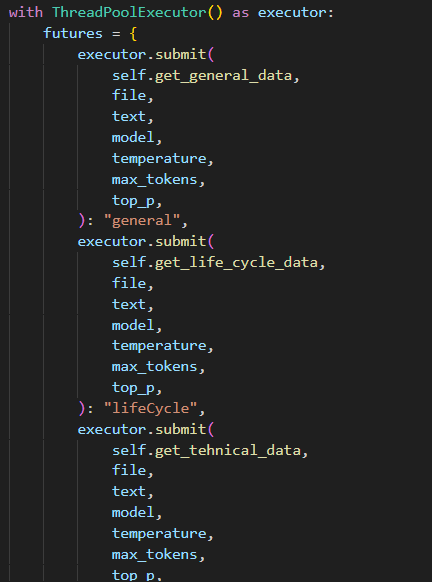 with ThreadPoolExecutor() as executor:
    futures = {
        executor.submit(
            self.get_general_data,
            file,
            text,
            model,
            temperature,
            max_tokens,
            top_p,
        ): "general",
        executor.submit(
            self.get_life_cycle_data,
            file,
            text,
            model,
            temperature,
            max_tokens,
            top_p,
        ): "lifeCycle",
        executor.submit(
            self.get_tehnical_data,
            file,
            text,
            model,
            temperature,
            max_tokens,
            top_p,